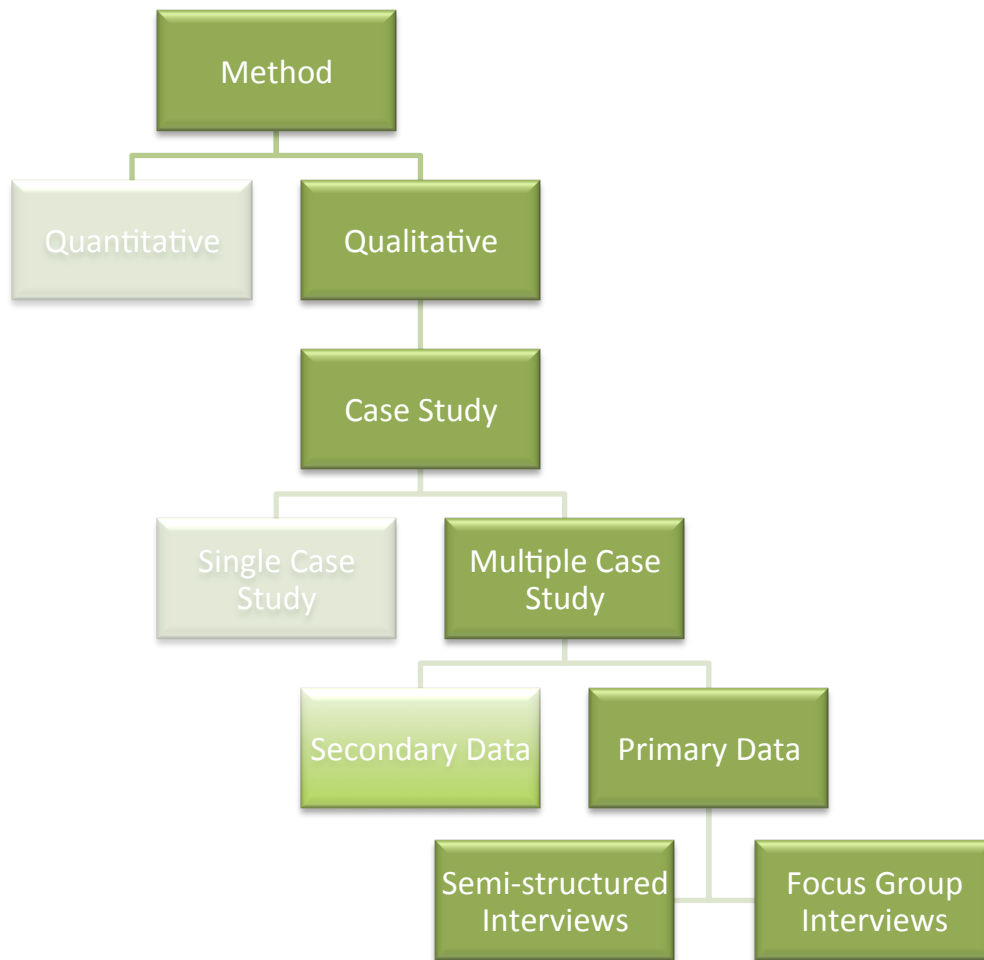 Method
Quantitative
Qualitative
Case Study
Single Case
Study
Multiple Case
Study
Secondary Data
Primary Data
Semi-structured
Interviews
Focus Group
Interviews